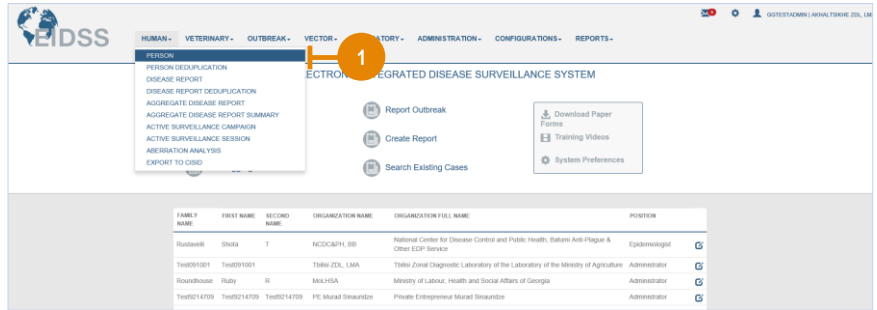 EIDSS
GGTESTADMIN | AKHALTSIKHE ZDL, LM
HUMAN VETERINARY OUTBREAK VECTOR ATORY ADMINISTRATION CONFIGURATIONS REPORTS
1
PERSON
PERSON DEDUPLICATION
DISEASE REPORT
DISEASE REPORT DEDUPLICATION
AGGREGATE DISEASE REPORT
AGGREGATE DISEASE REPORT SUMMARY
ACTIVE SURVEILLANCE CAMPAIGN
ACTIVE SURVEILLANCE SESSION
ABERRATION ANALYSIS
EXPORT TO CISID
ECTRON EGRATED DISEASE SURVEILLANCE SYSTEM
Report Outbreak
Create Report
Search Existing Cases
Download Paper
Forms
Training Videos
System Preferences
FAMILY NAME FIRST NAME SECOND NAME ORGANIZATION NAME ORGANIZATION FULL NAME POSITION
Rustaveli Shota T NCDC&PH, BB National Center for Disease Control and Public Health, Batumi Anti-Plague &
Other EDP Service Epidemiologist
Test091001 Test091001 Tbilisi-ZDL, LMA Tbilisi Zonal Diagnostic Laboratory of the Laboratory of the Ministry of Agriculture Administrator
Roundhouse Ruby R MoLHSA Ministry of Labour, Health and Social Affairs of Georgia Administrator
Test9214709 Test9214709 Test9214709 PE Murad Sinauridze Private Entrepreneur Murad Sinauridze Administrator